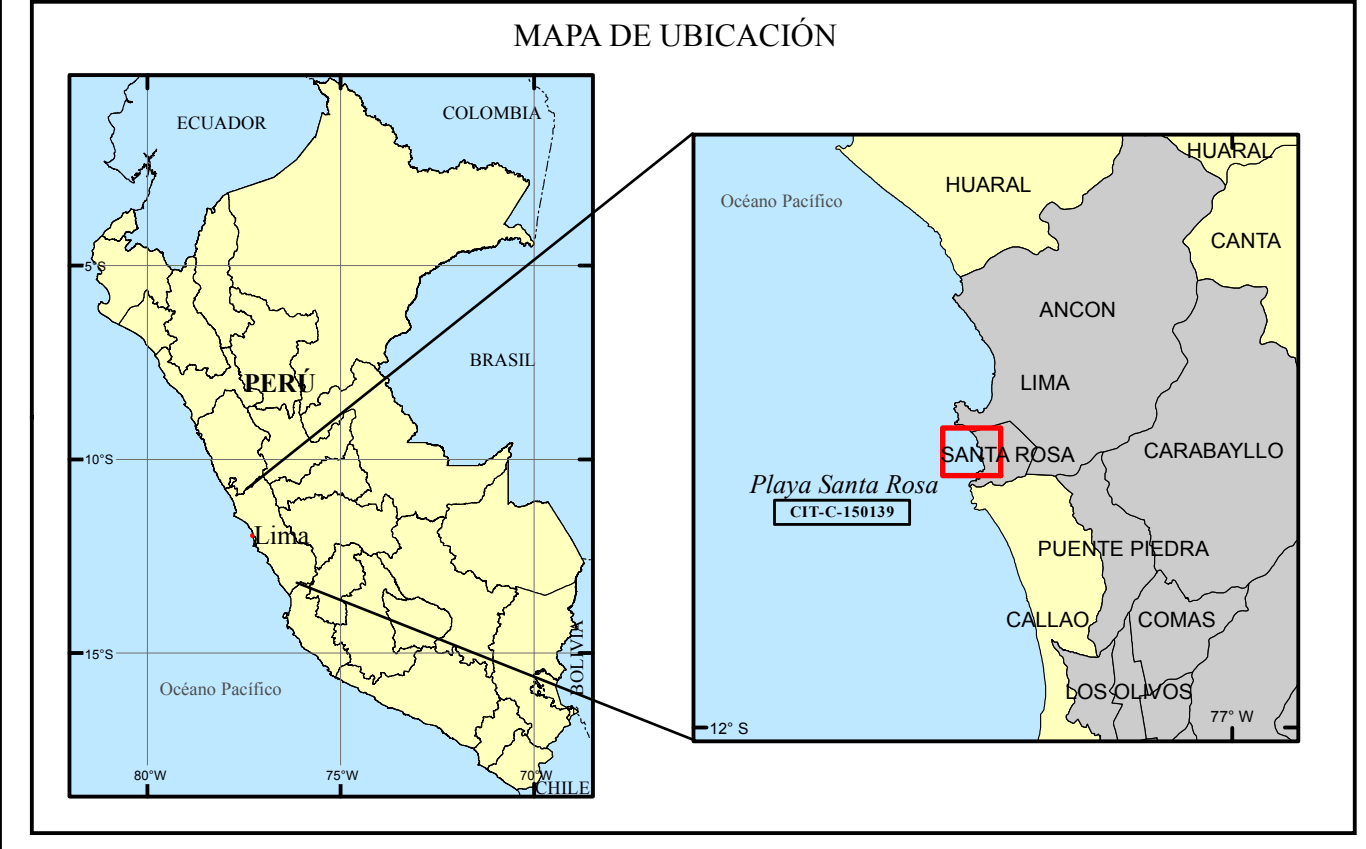 MAPA DE UBICACIÓN
ECUADOR
COLOMBIA
5°S
BRASIL
PERÚ
10°S
Lima
15°S
Océano Pacífico
BOLIVIA
80°W
75°W
70°W
CHILE
HUARAL
HUARAL
Océano Pacífico
CANTA
ANCON
LIMA
SANTA ROSA
CARABAYLLO
Playa Santa Rosa
CIT-C-150139
PUENTE PIEDRA
CALLAO
COMAS
LOS OLIVOS
12° S
77° W